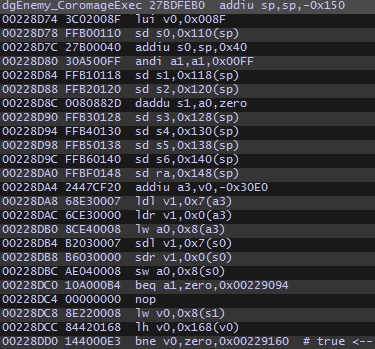 dgEnemy_CoromageExec 27BDFEB0 addiu sp,sp,-0x150
00228D74 3C02008F lui v0,0x008F
00228D78 FFB00110 sd s0,0x110(sp)
00228D7C 27B00040 addiu s0,sp,0x40
00228D80 30A500FF andi a1,a1,0x00FF
00228D84 FFB10118 sd s1,0x118(sp)
00228D88 FFB20120 sd s2,0x120(sp)
00228D8C 0080882D daddu s1,a0,zero
00228D90 FFB30128 sd s3,0x128(sp)
00228D94 FFB40130 sd s4,0x130(sp)
00228D98 FFB50138 sd s5,0x138(sp)
00228D9C FFB60140 sd s6,0x140(sp)
00228DA0 FFBF0148 sd ra,0x148(sp)
00228DA4 2447CF20 addiu a3,v0,-0x30E0
00228DA8 68E30007 ldl v1,0x7(a3)
00228DAC 6CE30000 ldr v1,0x0(a3)
00228DB0 8CE40008 lw a0,0x8(a3)
00228DB4 B2030007 sdl v1,0x7(s0)
00228DB8 B6030000 sdr v1,0x0(s0)
00228DBC AE040008 sw a0,0x8(s0)
00228DC0 10A000B4 beq a1,zero,0x00229094
00228DC4 00000000 nop
00228DC8 8E220008 lw v0,0x8(s1)
00228DCC 84420168 lh v0,0x168(v0)
00228DD0 144000E3 bne v0,zero,0x00229160 # true <--